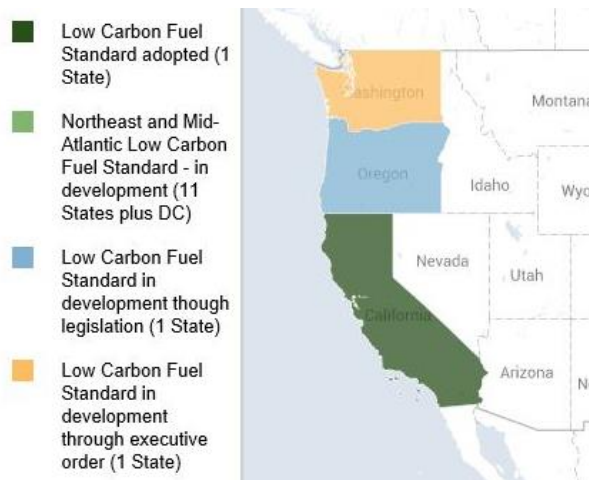 Low Carbon Fuel
Standard adopted (1
State)
Northeast and Mid-
Atlantic Low Carbon
Fuel Standard - in
development (11
States plus DC)
Low Carbon Fuel
Standard in
development though
legislation (1 State)
Low Carbon Fuel
Standard in
development
through executive
order (1 State)
Washington
Montana
Oregon
Idaho
Wyo
Nevada
Utah
California
Arizona
N